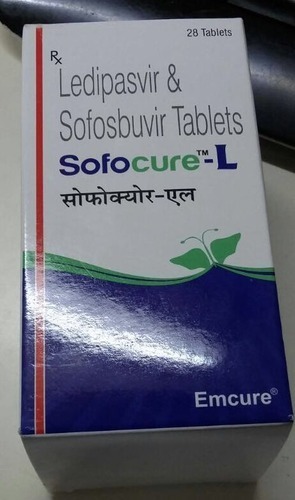 28 Tablets
Rx
Ledipasvir &
Sofosbuvir Tablets
Sofocure™-L
सोफोक्योर-एल
Emcure®